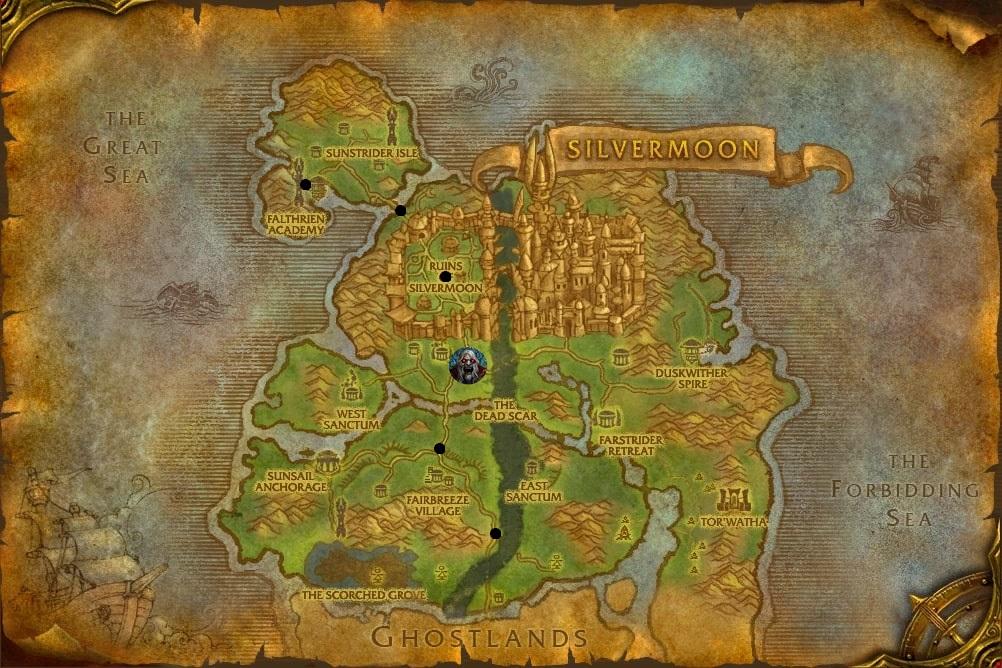 THE
GREAT
SEA
SUNSTRIDER ISLE
SILVERMOON
FALTHRIEN
ACADEMY
RUINS
SILVERMOON
DUSKWITHER
SPIRE
WEST
SANCTUM
THE
DEAD SCAR
FARSTRIDER
RETREAT
SUNSAIL
ANCHORAGE
FAIRBREEZE
VILLAGE
EAST
SANCTUM
TOR'WATHA
THE
FORBIDDING
SEA
THE SCORCHED GROVE
GHOSTLANDS